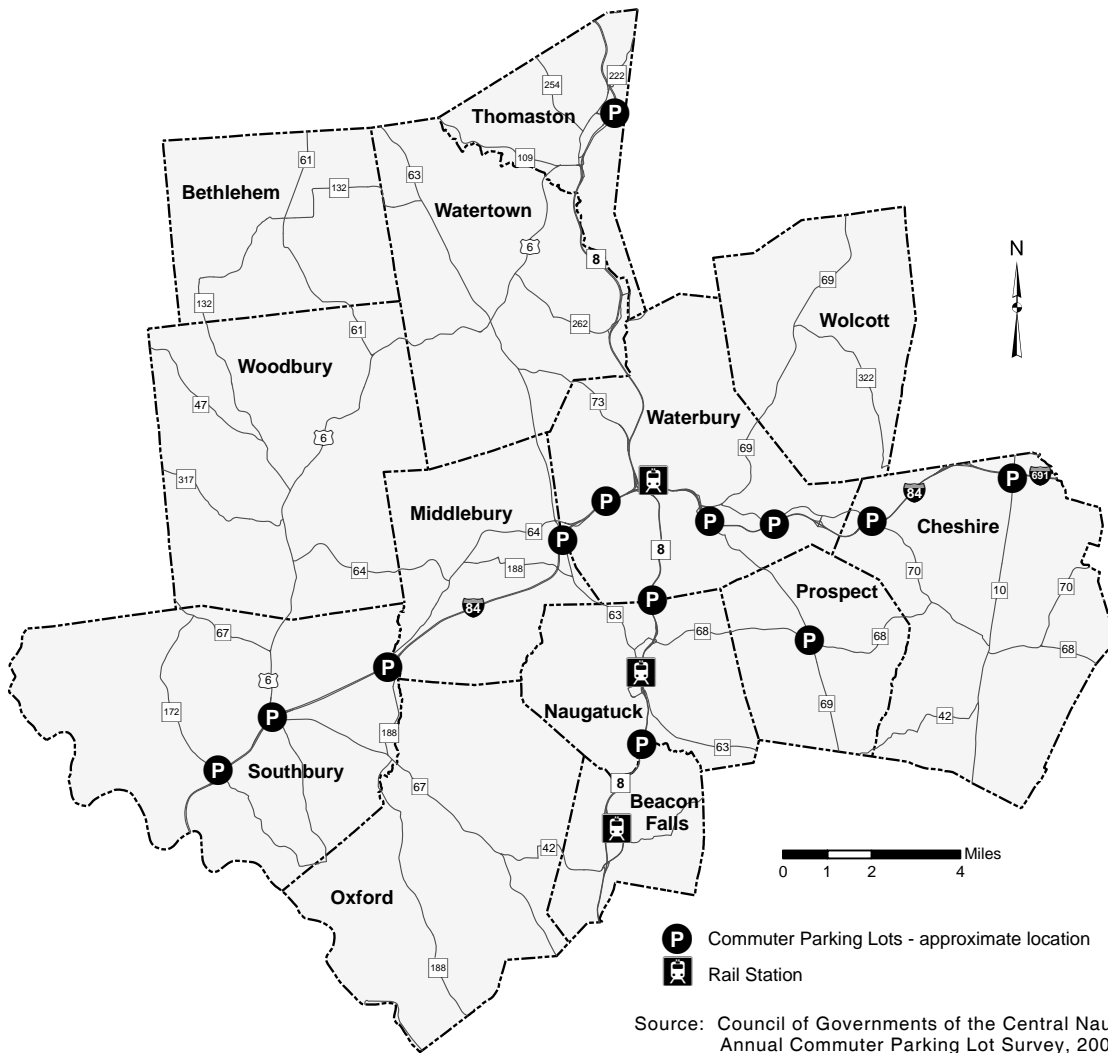 222
254
Thomaston
P
109
61
63
Bethlehem
132
Watertown
6
N
8
69
132
262
61
Wolcott
Woodbury
322
47
73
6
Waterbury
69
317
691
84
P
P
Middlebury
P
P
P
Cheshire
64
P
8
188
64
70
Prospect
10
70
84
P
63
67
68
P
68
68
P
6
172
P
Naugatuck
69
42
188
P
63
P
Southbury
67
8
Beacon
Falls
42
Miles
0 1 2 4
Oxford
P Commuter Parking Lots - approximate location
188
Rail Station
Source: Council of Governments of the Central Nau
Annual Commuter Parking Lot Survey, 200